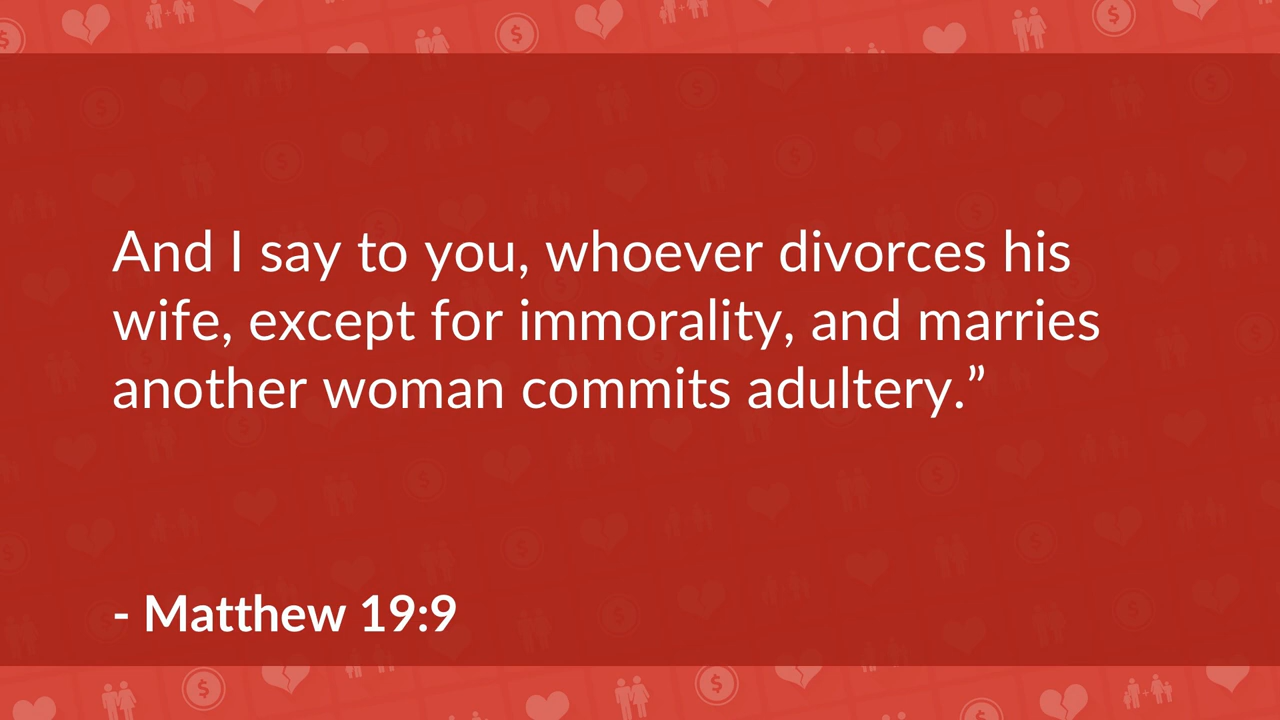 And I say to you, whoever divorces his
wife, except for immorality, and marries
another woman commits adultery.”
- Matthew 19:9